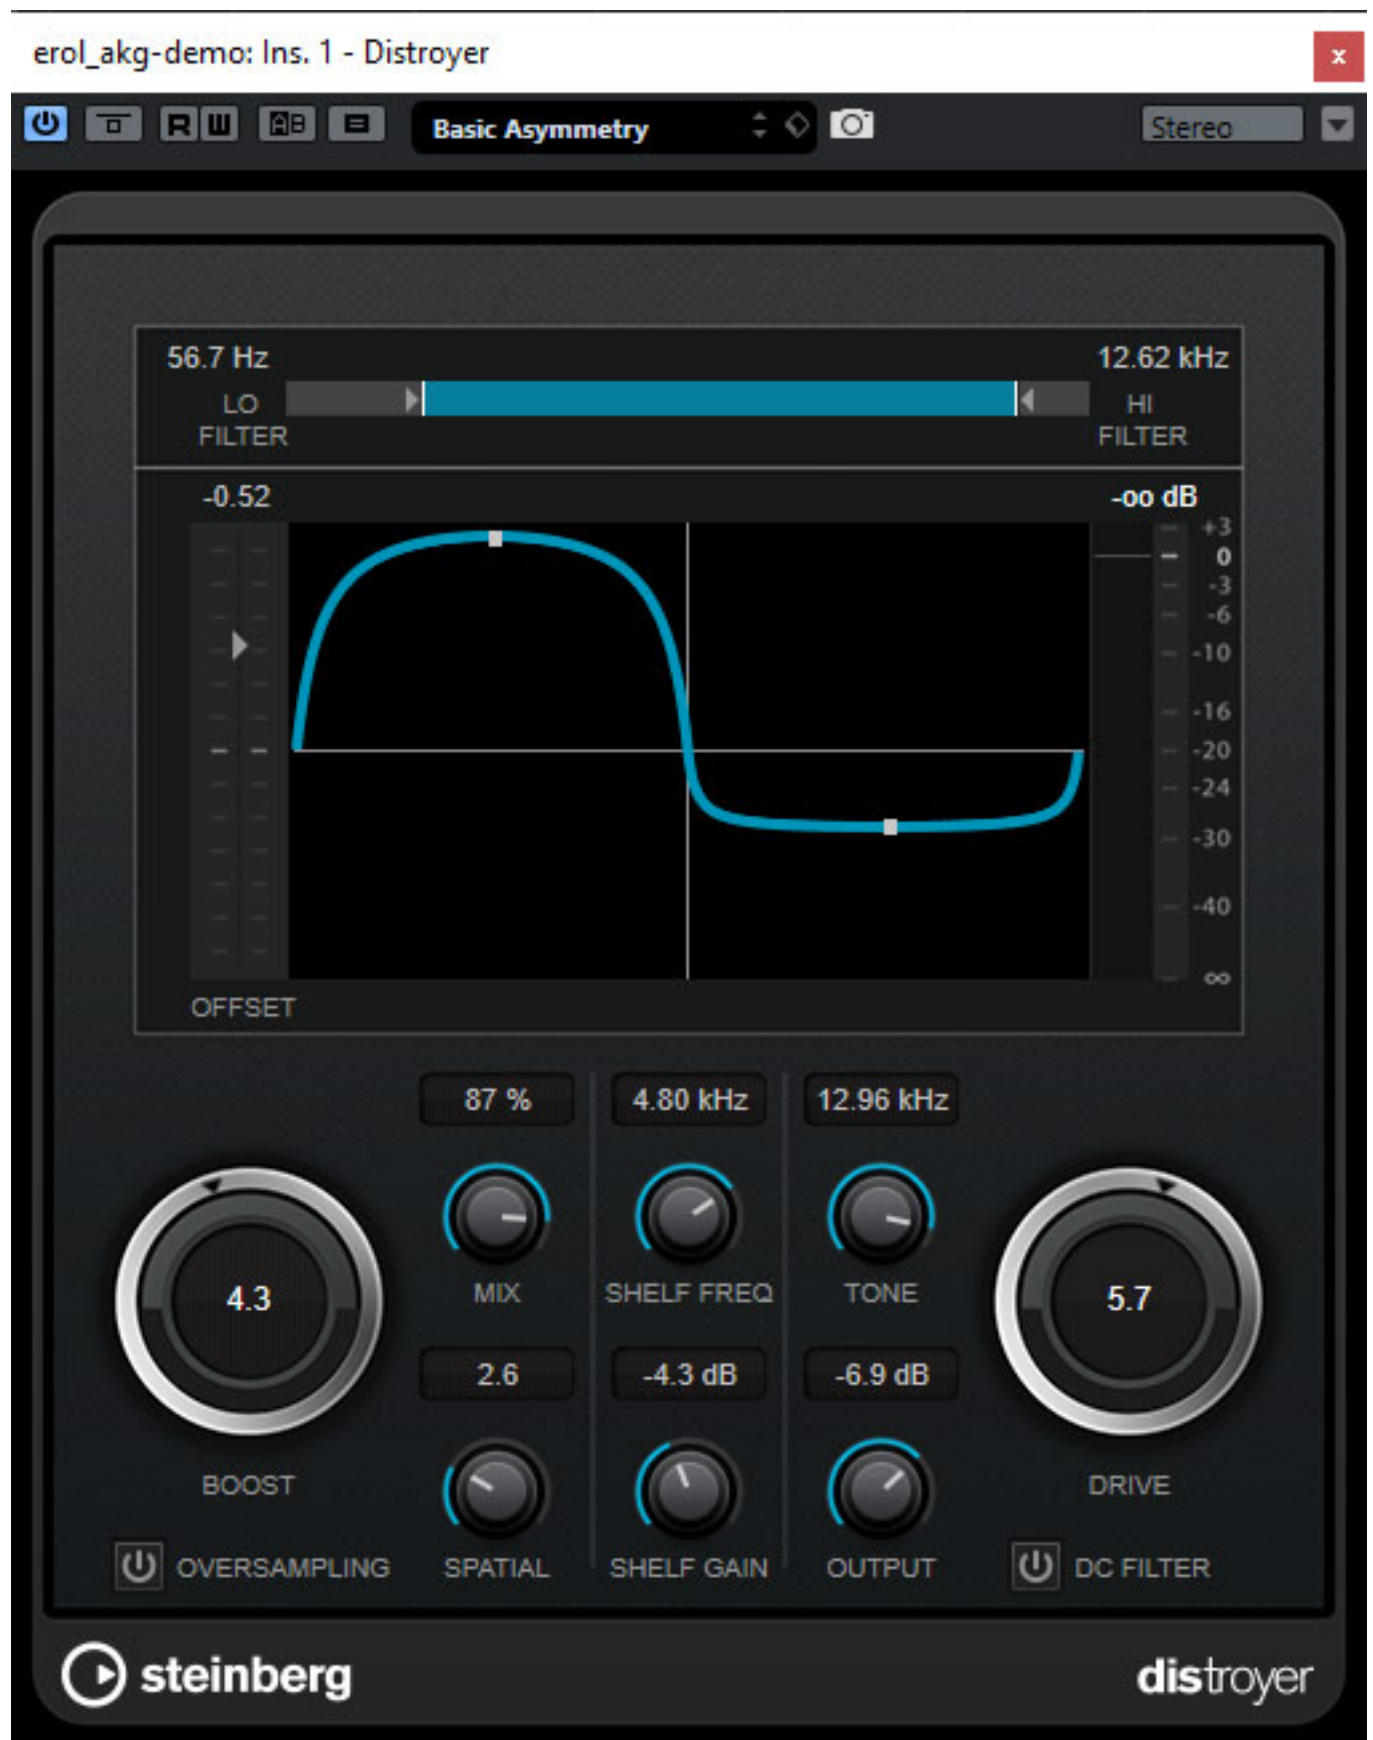 erol_akg-demo: Ins. 1 - Distroyer
x
R W AB Basic Asymmetry Stereo
56.7 Hz 12.62 kHz
LO HI
FILTER FILTER
-0.52 -oo dB
+3
0
-3
-6
-10
-16
-20
-24
-30
-40
∞
OFFSET
87 % 4.80 kHz 12.96 kHz
4.3 5.7
MIX SHELF FREQ TONE
2.6 -4.3 dB -6.9 dB
BOOST DRIVE
OVERSAMPLING SPATIAL SHELF GAIN OUTPUT DC FILTER
steinberg distroyer